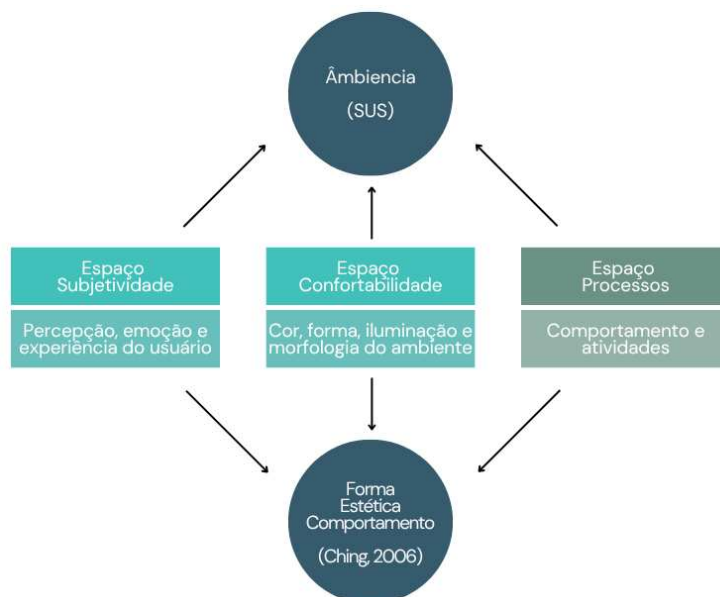 Âmbiencia
(SUS)
Espaço
Subjetividade
Percepção, emoção e
experiência do usuário
Espaço
Confortabilidade
Cor, forma, iluminação e
morfologia do ambiente
Espaço
Processos
Comportamento e
atividades
Forma
Estética
Comportamento
(Ching, 2006)